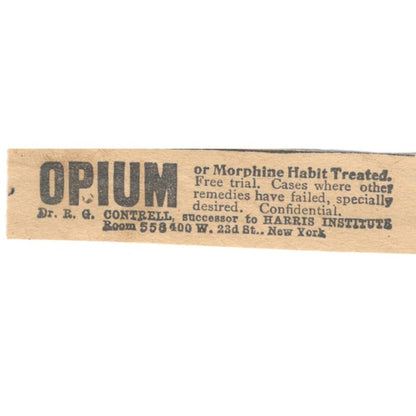 OPIUM or Morphine Habit Treated.
Free trial. Cases where other
remedies have failed, specially
desired. Confidential.
Dr. R. G. CONTRELL, successor to HARRIS INSTITUTE
Room 558 400 W. 23d St., New York